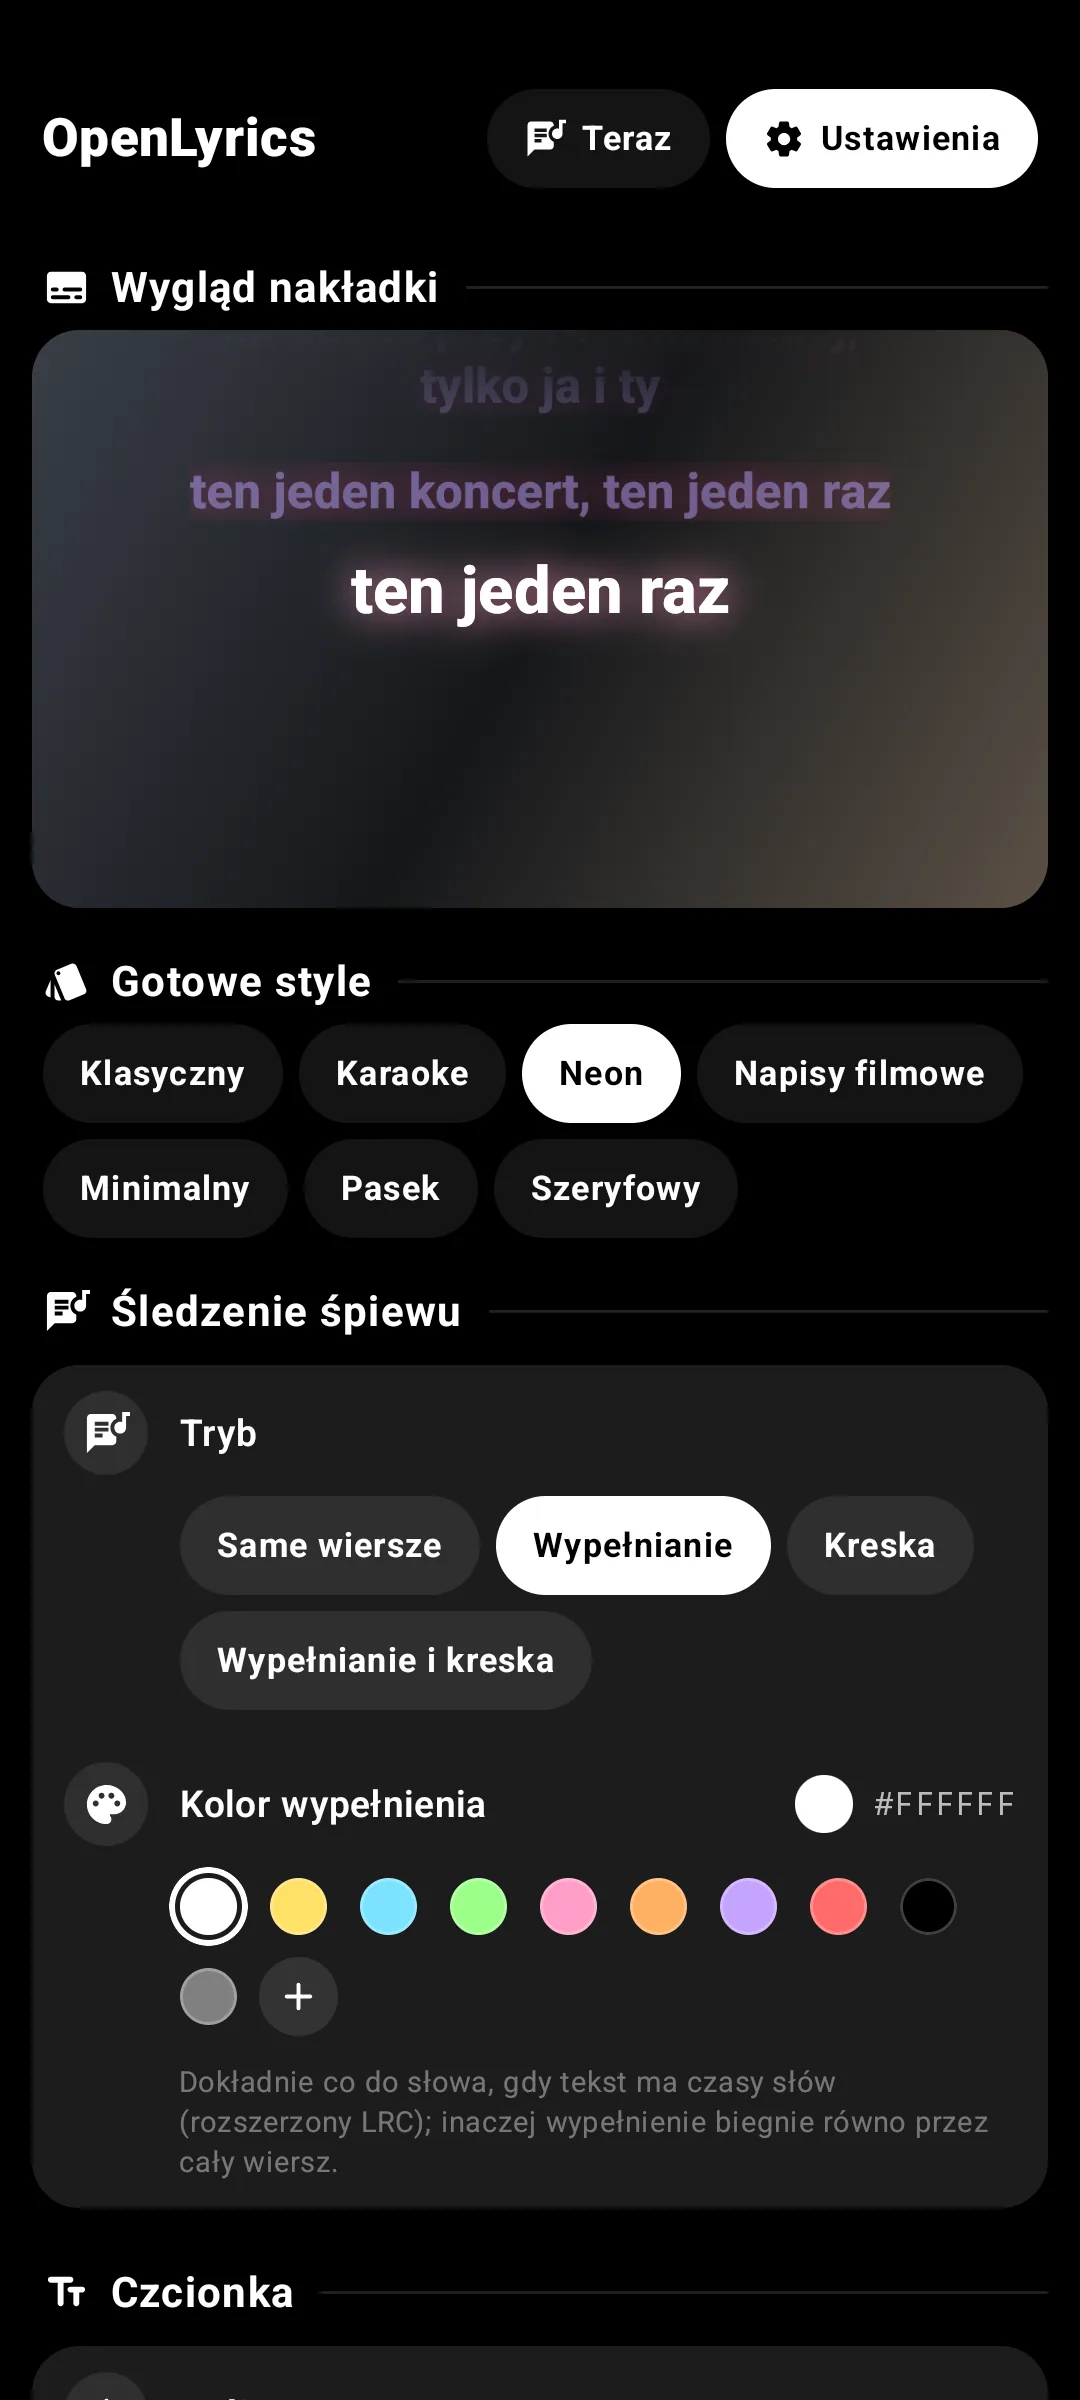 OpenLyrics
Teraz
Ustawienia
Wygląd nakładki
tylko ja i ty
ten jeden koncert, ten jeden raz
ten jeden raz
Gotowe style
Klasyczny
Karaoke
Neon
Napisy filmowe
Minimalny
Pasek
Szeryfowy
Śledzenie śpiewu
Tryb
Same wiersze
Wypełnianie
Kreska
Wypełnianie i kreska
Kolor wypełnienia
#FFFFFF
Dokładnie co do słowa, gdy tekst ma czasy słów
(rozszerzony LRC); inaczej wypełnienie biegnie równo przez
cały wiersz.
Czcionka